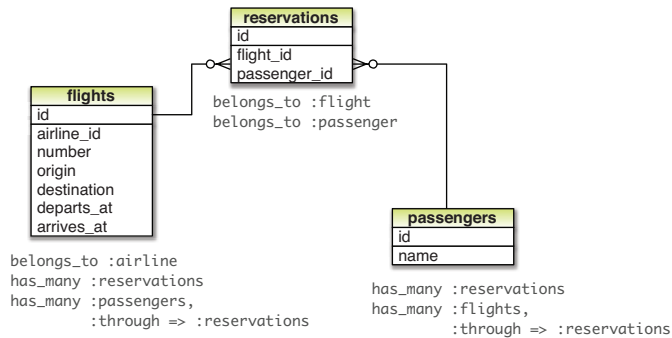 reservations
id
flight_id
passenger_id
belongs_to :flight
belongs_to :passenger
flights
id
airline_id
number
origin
destination
departs_at
arrives_at
belongs_to :airline
has_many :reservations
has_many :passengers,
:through => :reservations
passengers
id
name
has_many :reservations
has_many :flights,
:through => :reservations